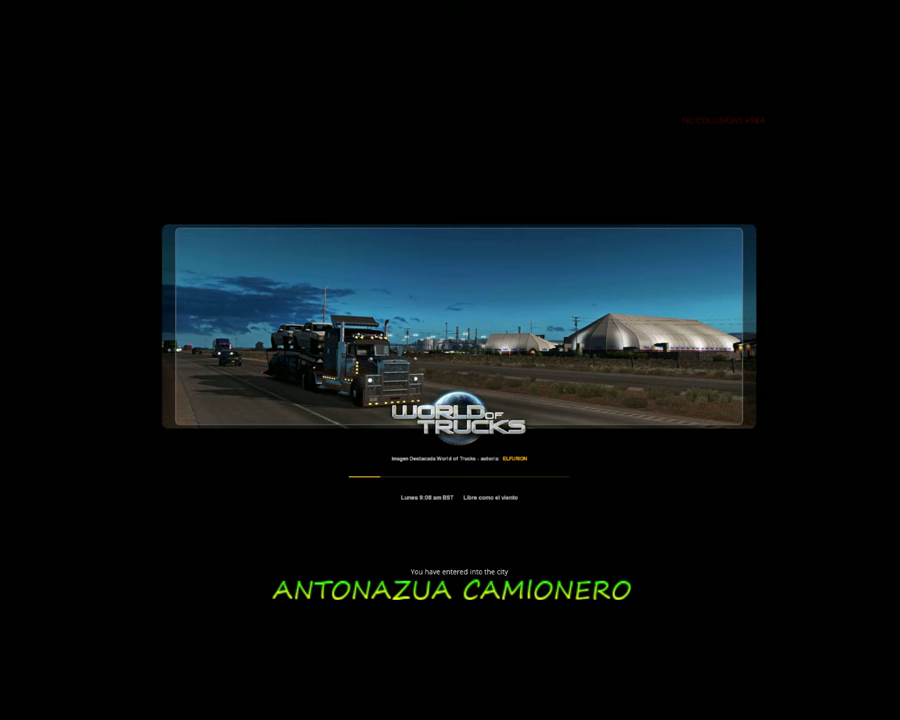 NO COLLISIONS AREA
WORLD OF
TRUCKS
Imagen Destacada World of Trucks - autoría: ELFURION
Lunes 9:08 am BST Libre como el viento
You have entered into the city
ANTONAZUA CAMIONERO